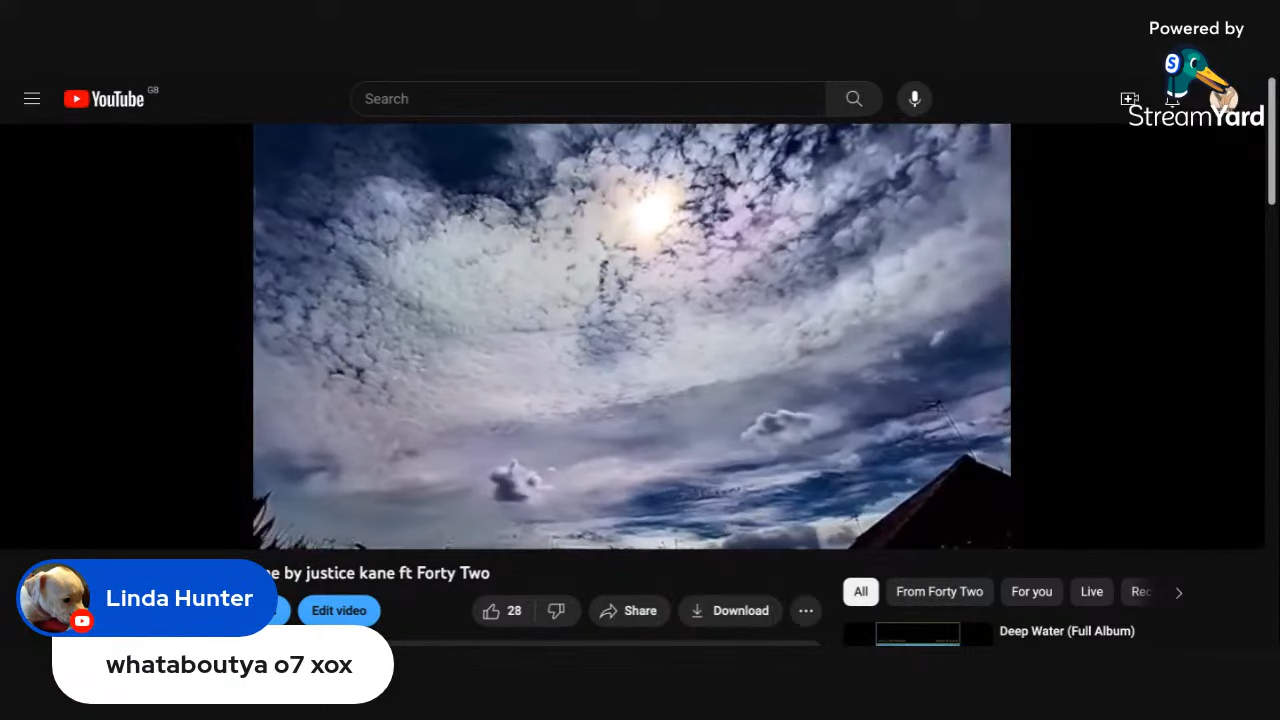 Powered by
StreamYard
YouTube GB
Search
e by justice kane ft Forty Two
Edit video
28
Share
Download
All
From Forty Two
For you
Live
Deep Water (Full Album)
Linda Hunter
whataboutya o7 xox